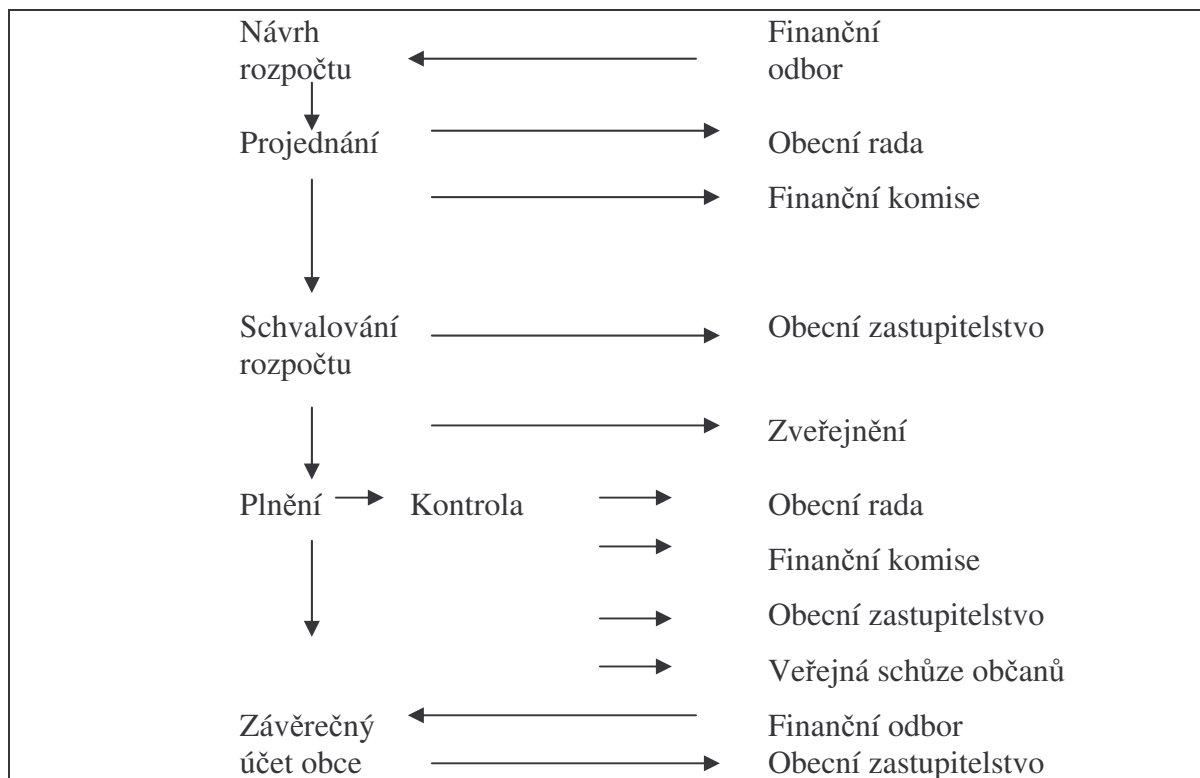 Návrh
rozpočtu
Finanční
odbor
Projednání
Obecní rada
Finanční komise
Schvalování
rozpočtu
Obecní zastupitelstvo
Zveřejnění
Plnění
Kontrola
Obecní rada
Finanční komise
Obecní zastupitelstvo
Veřejná schůze občanů
Závěrečný
účet obce
Finanční odbor
Obecní zastupitelstvo